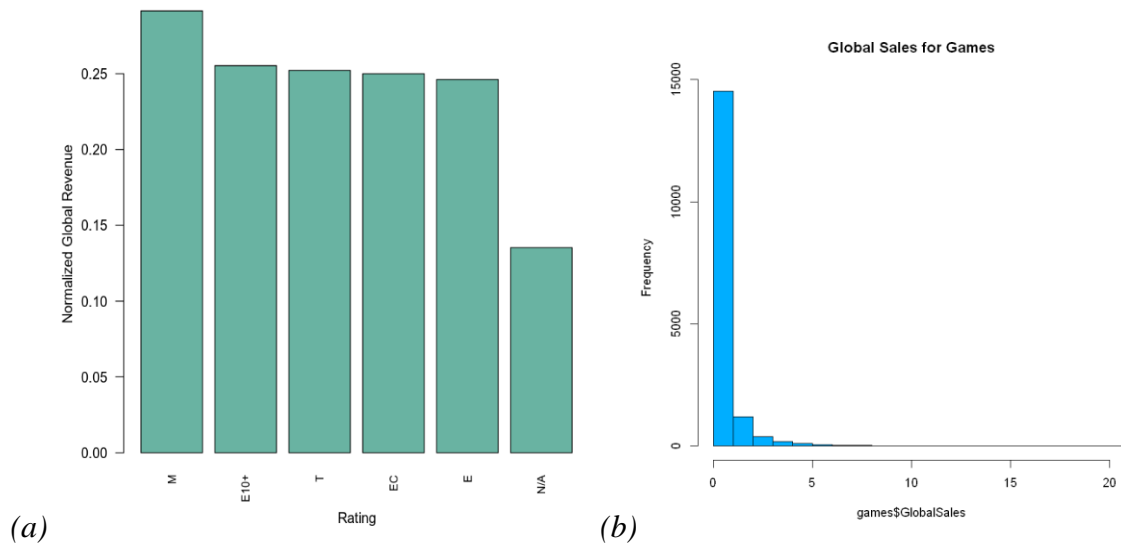 Normalized Global Revenue
0.25
0.20
0.15
0.10
0.05
0.00
M
E10+
T
EC
E
N/A
Rating
(a)
Global Sales for Games
Frequency
15000
10000
5000
0
0
5
10
15
20
games$GlobalSales
(b)